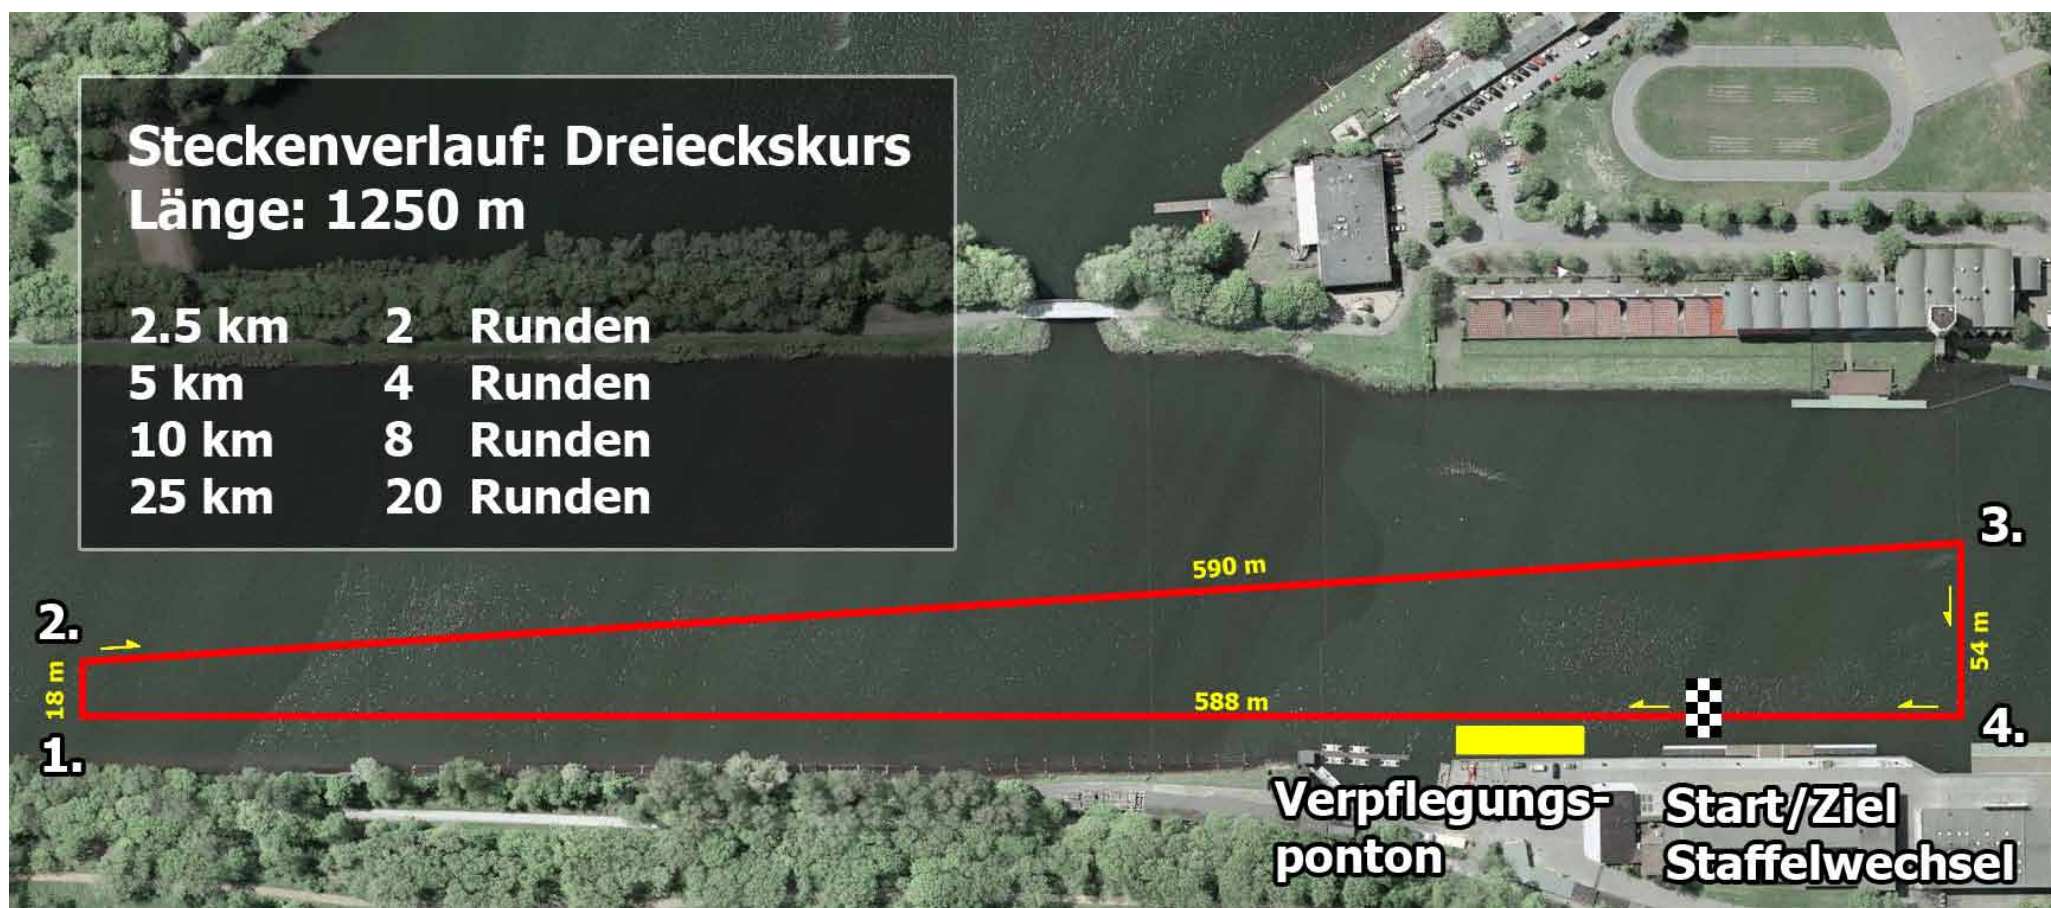 Steckenverlauf: Dreieckskurs
Länge: 1250 m
2.5 km 2 Runden
5 km 4 Runden
10 km 8 Runden
25 km 20 Runden
3.
590 m
2.
54 m
18 m
588 m
4.
1.
Verpflegungs-
ponton
Start/Ziel
Staffelwechsel